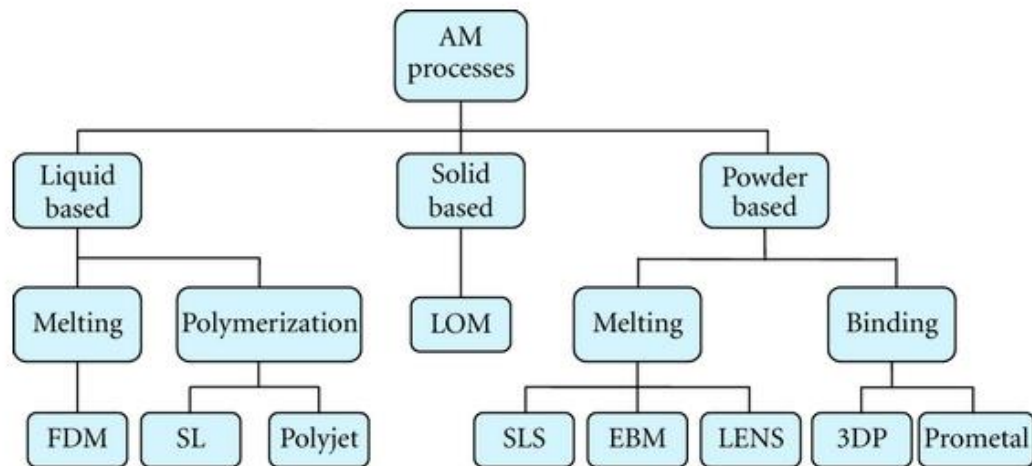 AM
processes
Liquid
based
Solid
based
Powder
based
Melting
Polymerization
LOM
Melting
Binding
FDM
SL
Polyjet
SLS
EBM
LENS
3DP
Prometal